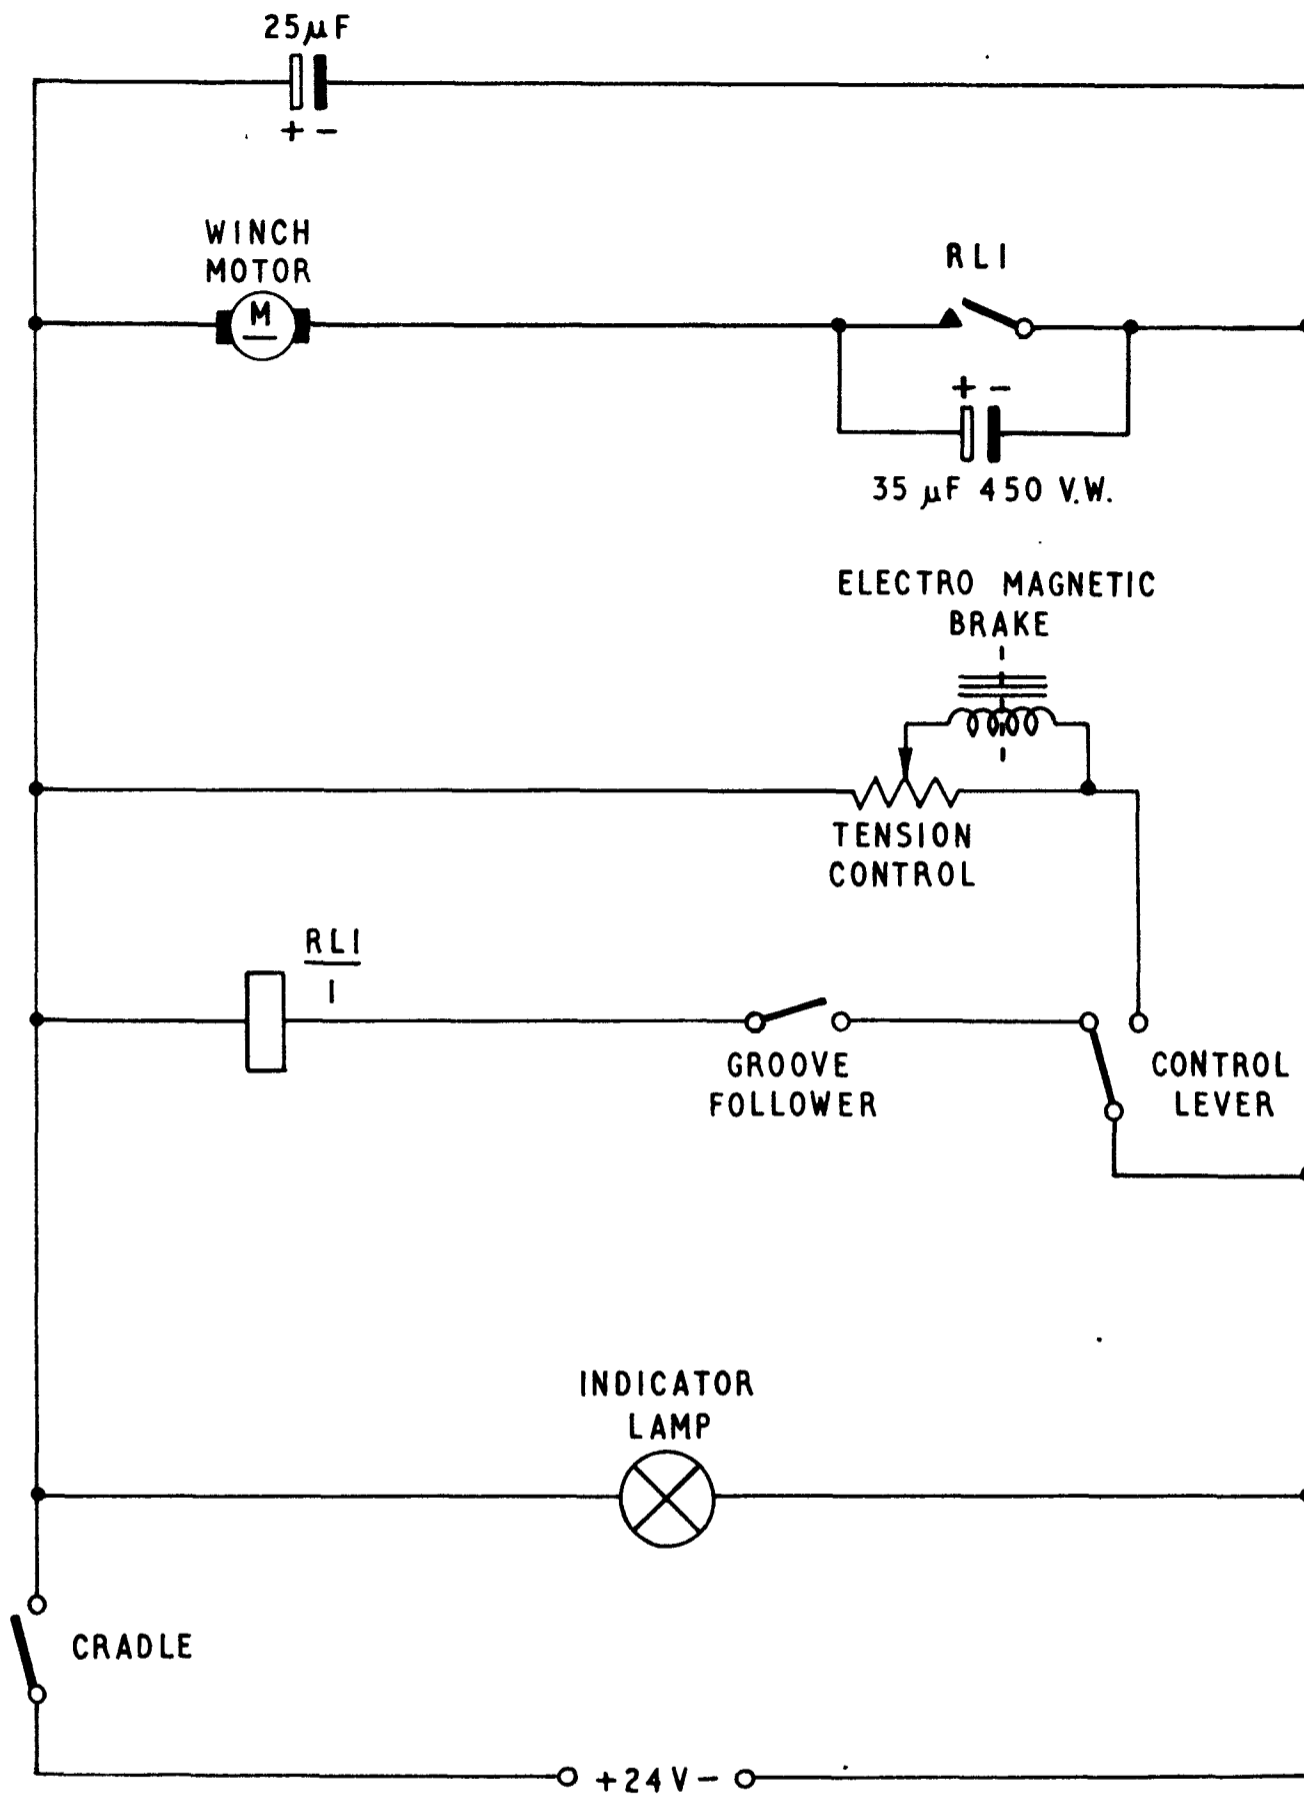 25µF
+ -
WINCH
MOTOR
M
RL1
+ -
35 µF 450 V.W.
ELECTRO MAGNETIC
BRAKE
TENSION
CONTROL
RL1
1
GROOVE
FOLLOWER
CONTROL
LEVER
INDICATOR
LAMP
CRADLE
+24V-